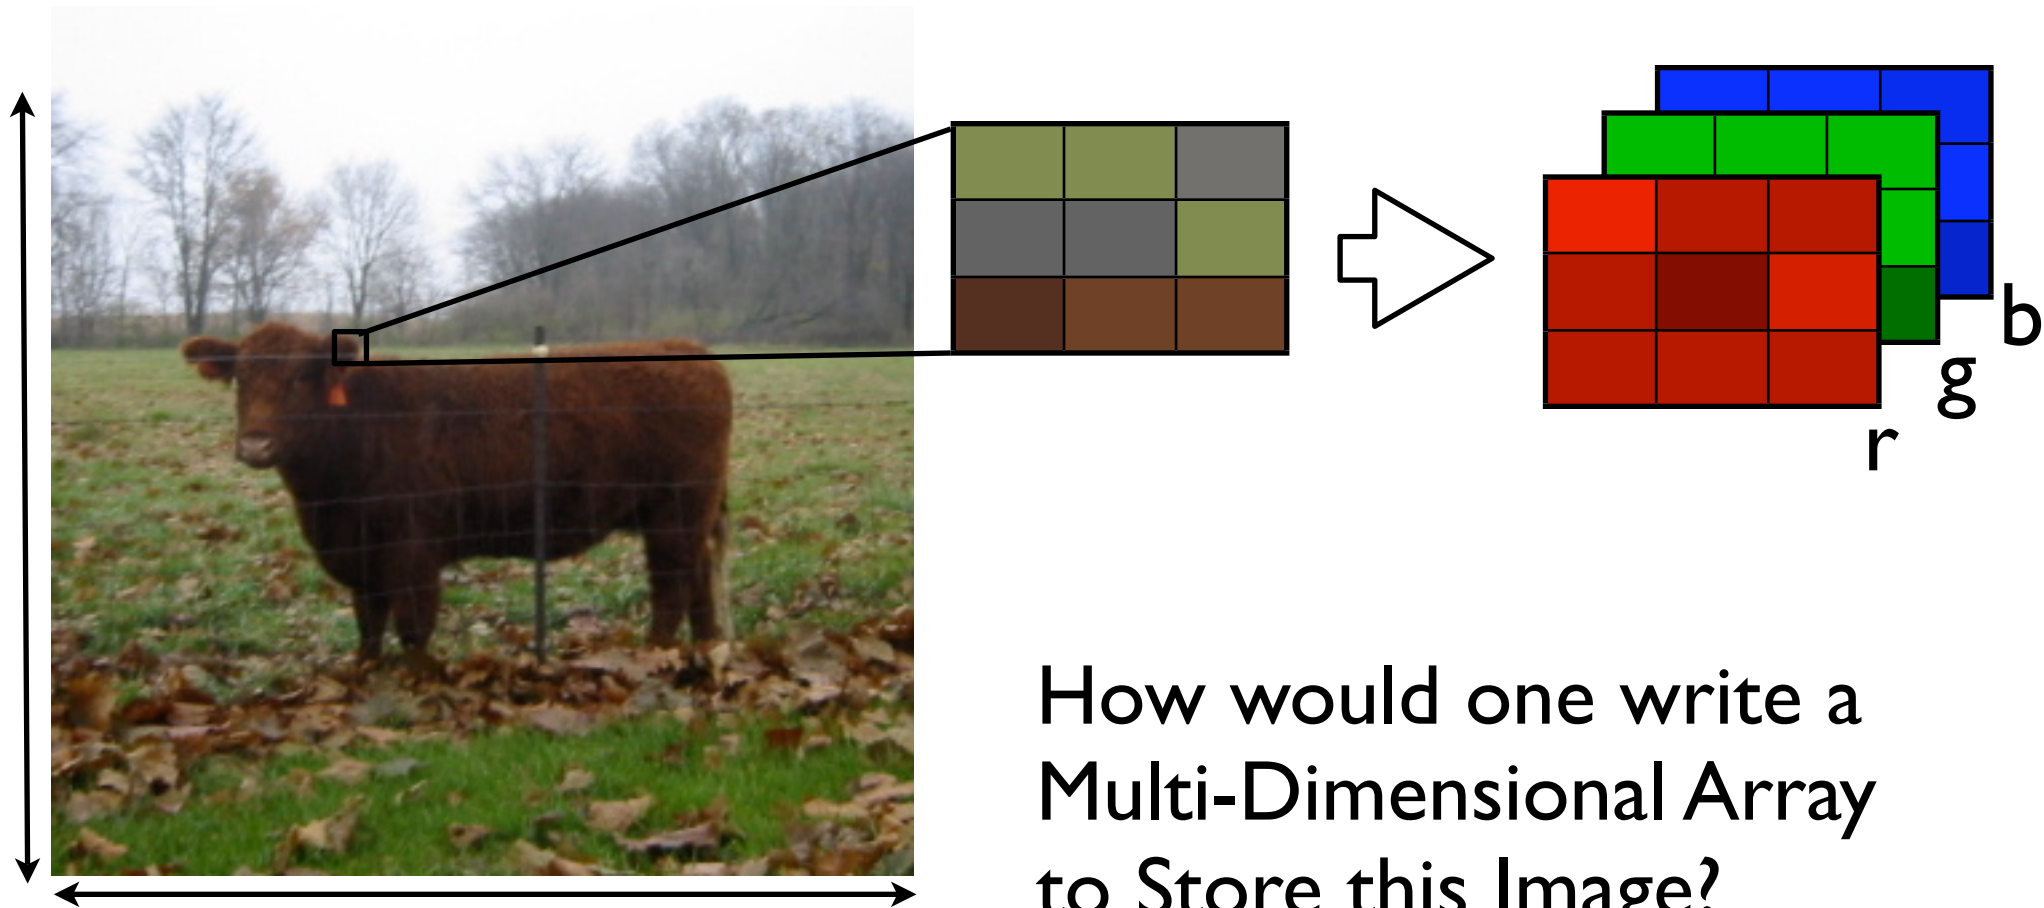 b
g
r
How would one write a
Multi-Dimensional Array
to Store this Image?